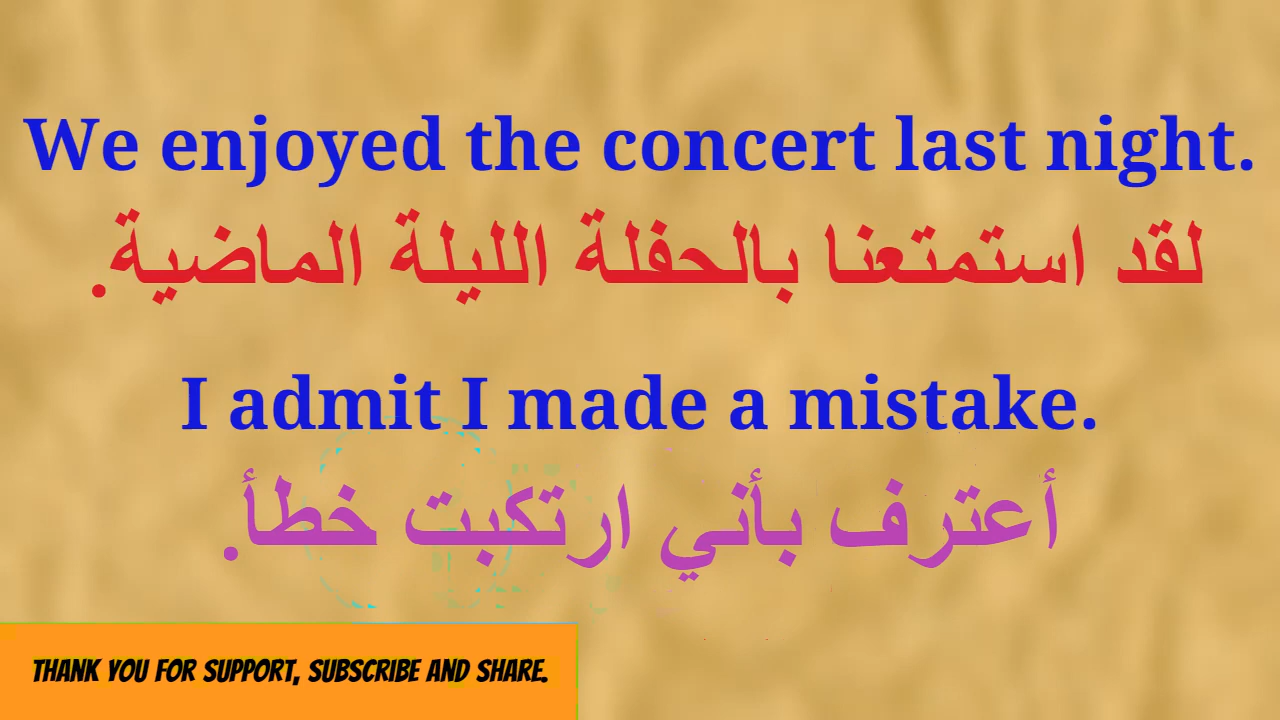 We enjoyed the concert last night.
لقد استمتعنا بالحفلة الليلة الماضية.
I admit I made a mistake.
أعترف بأني ارتكبت خطأ.
THANK YOU FOR SUPPORT, SUBSCRIBE AND SHARE.